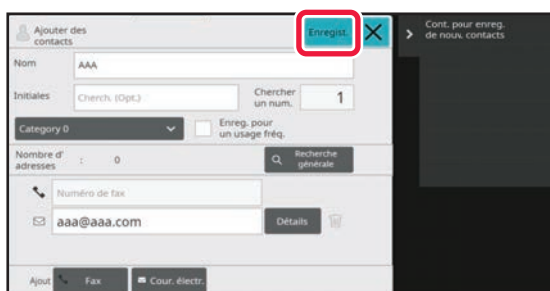 Ajouter des
contacts
Enregist.
Cont. pour enreg.
de nouv. contacts
Nom
AAA
Initiales
Cherch. (Opt.)
Chercher
un num.
1
Category 0
Enreg. pour
un usage fréq.
Nombre d'
adresses
:
0
Recherche
générale
Numéro de fax
aaa@aaa.com
Détails
Ajout
Fax
Cour. électr.